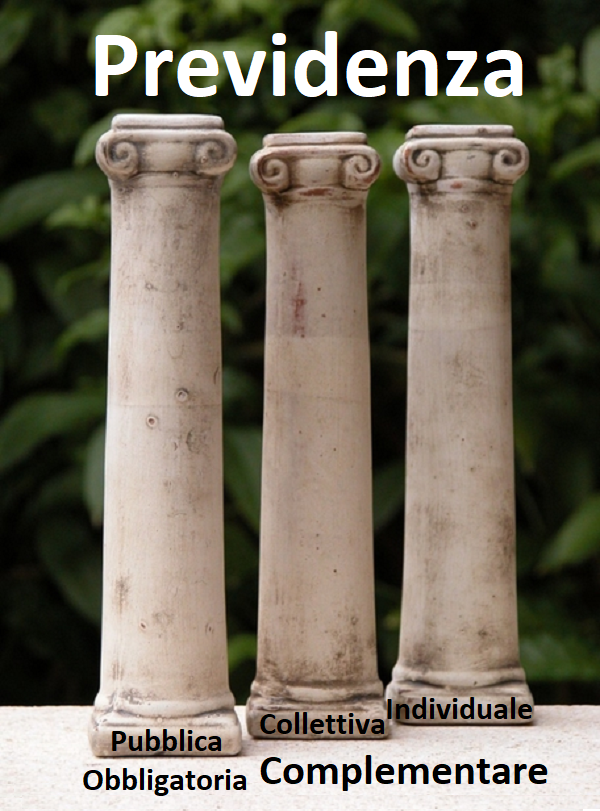 Previdenza
Pubblica
Obbligatoria
Collettiva
Individuale
Complementare